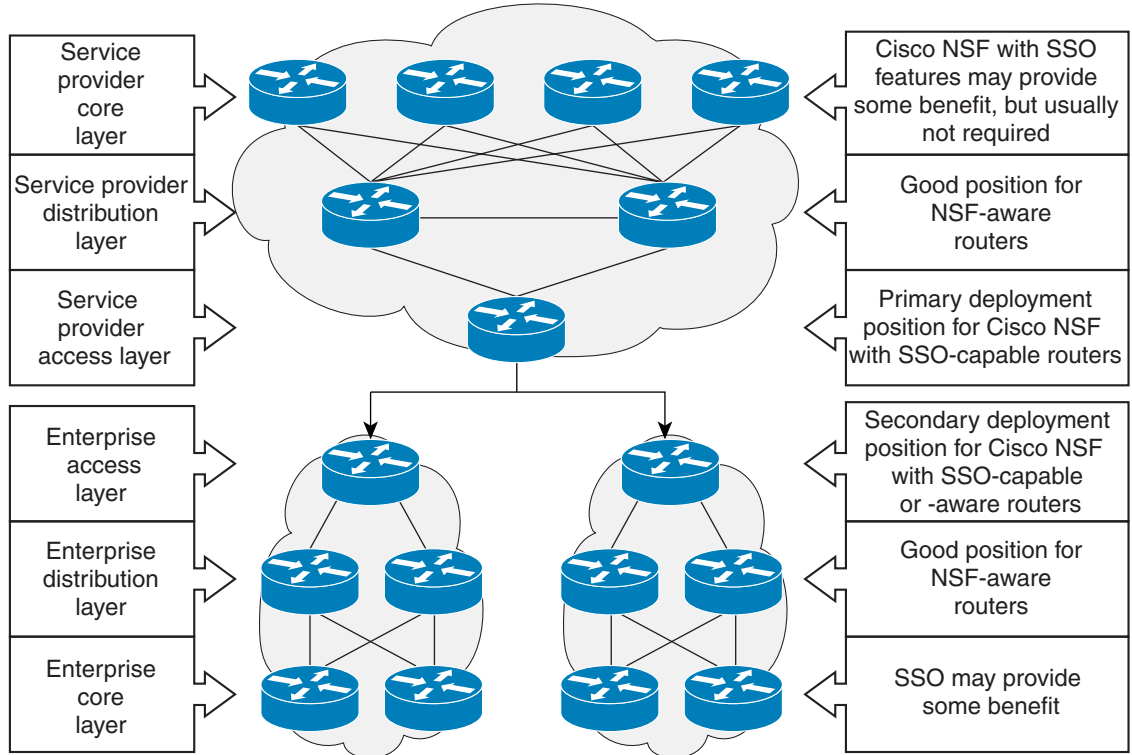 Service
provider
core
layer
Cisco NSF with SSO
features may provide
some benefit, but usually
not required
Service provider
distribution
layer
Good position for
NSF-aware
routers
Service
provider
access layer
Primary deployment
position for Cisco NSF
with SSO-capable routers
Enterprise
access
layer
Secondary deployment
position for Cisco NSF
with SSO-capable
or -aware routers
Enterprise
distribution
layer
Good position for
NSF-aware
routers
Enterprise
core
layer
SSO may provide
some benefit